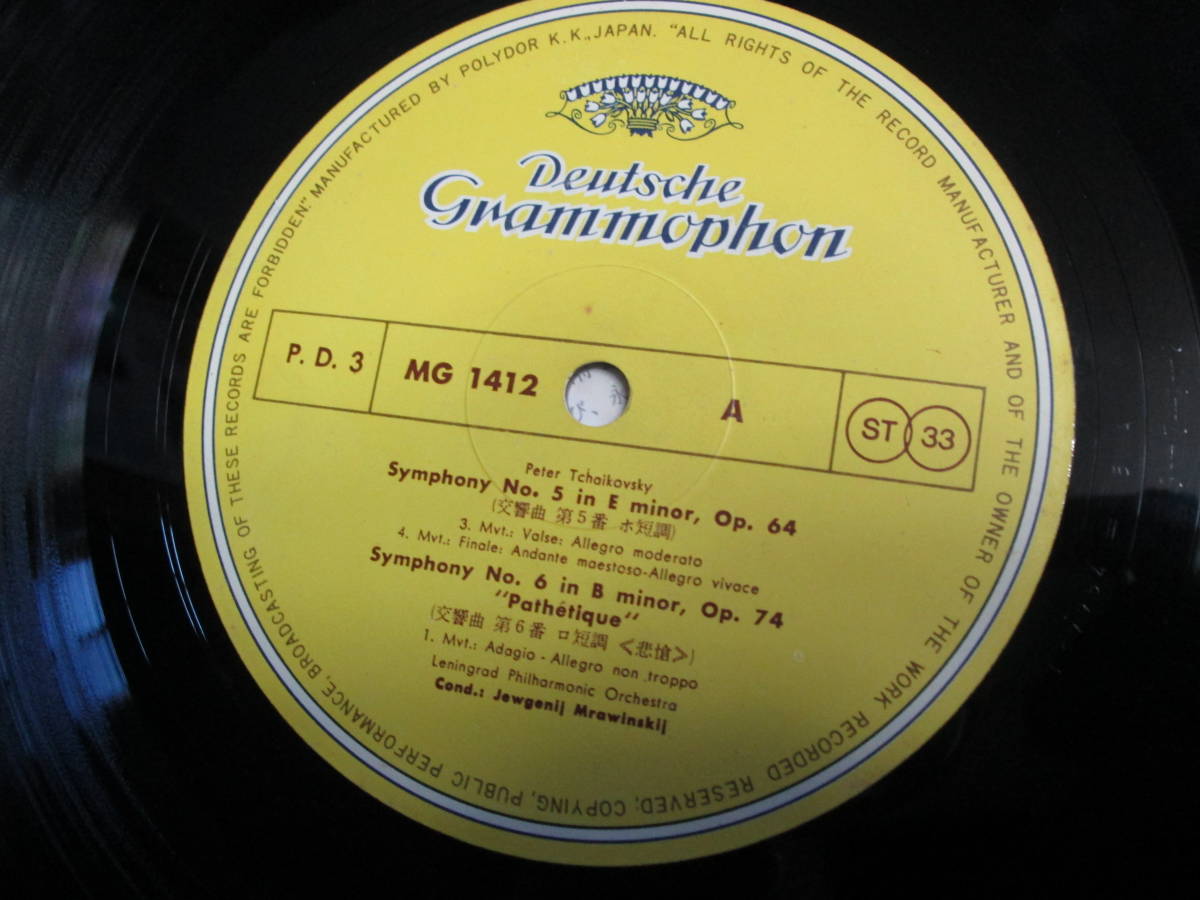 Deutsche
Grammophon
P. D. 3
MG 1412
A
ST 33
Peter Tchaikovsky
Symphony No. 5 in E minor, Op. 64
(交響曲 第5番 ホ短調)
3. Mvt.: Valse: Allegro moderato
4. Mvt.: Finale: Andante maestoso-Allegro vivace
Symphony No. 6 in B minor, Op. 74
"Pathétique"
(交響曲 第6番 ロ短調 <悲愴>)
1. Mvt.: Adagio - Allegro non troppo
Leningrad Philharmonic Orchestra
Cond.: Jewgenij Mrawinskij
MANUFACTURED BY POLYDOR K.K., JAPAN. "ALL RIGHTS OF THE RECORD MANUFACTURER AND OF THE OWNER OF THE WORK RECORDED RESERVED; COPYING, PUBLIC PERFORMANCE, BROADCASTING OF THESE RECORDS ARE FORBIDDEN."